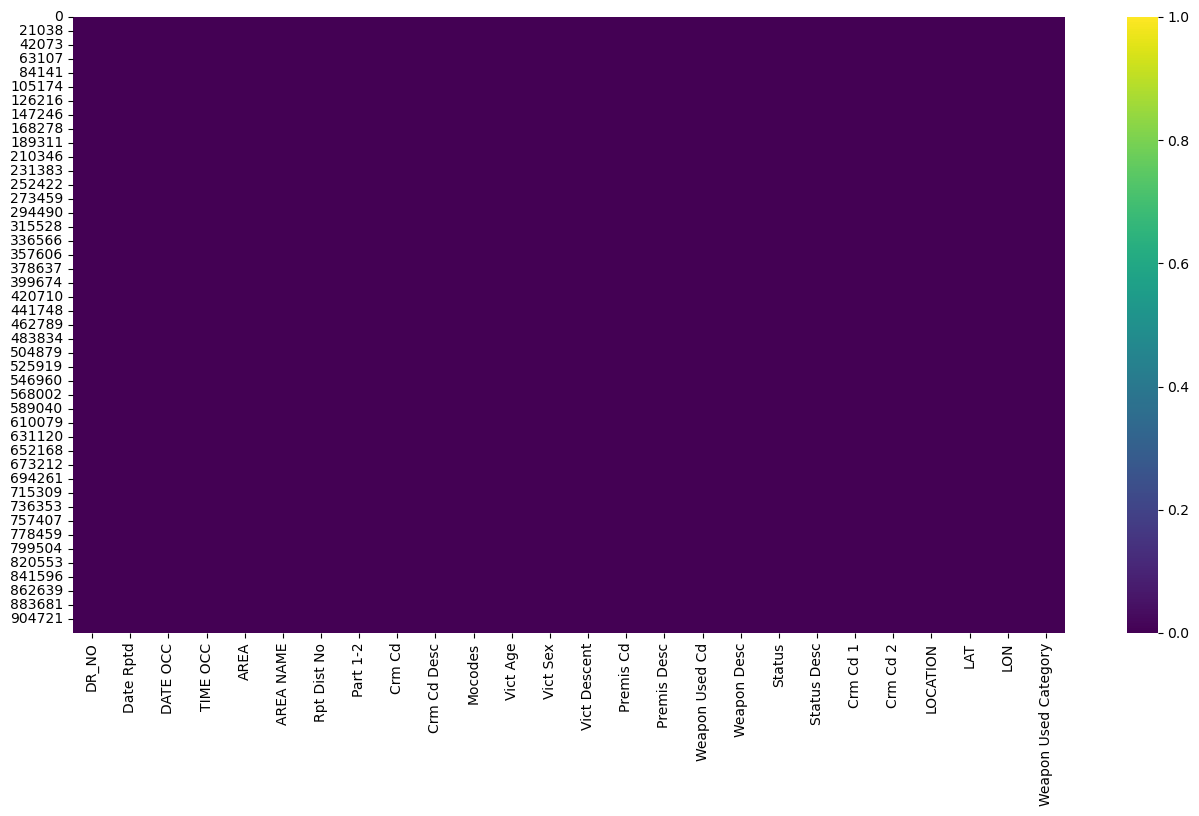 0
21038
42073
63107
84141
105174
126216
147246
168278
189311
210346
231383
252422
273459
294490
315528
336566
357606
378637
399674
420710
441748
462789
483834
504879
525919
546960
568002
589040
610079
631120
652168
673212
694261
715309
736353
757407
778459
799504
820553
841596
862639
883681
904721
DR_NO
Date Rptd
DATE OCC
TIME OCC
AREA
AREA NAME
Rpt Dist No
Part 1-2
Crm Cd
Crm Cd Desc
Mocodes
Vict Age
Vict Sex
Vict Descent
Premis Cd
Premis Desc
Weapon Used Cd
Weapon Desc
Status
Status Desc
Crm Cd 1
Crm Cd 2
LOCATION
LAT
LON
Weapon Used Category
1.0
0.8
0.6
0.4
0.2
0.0